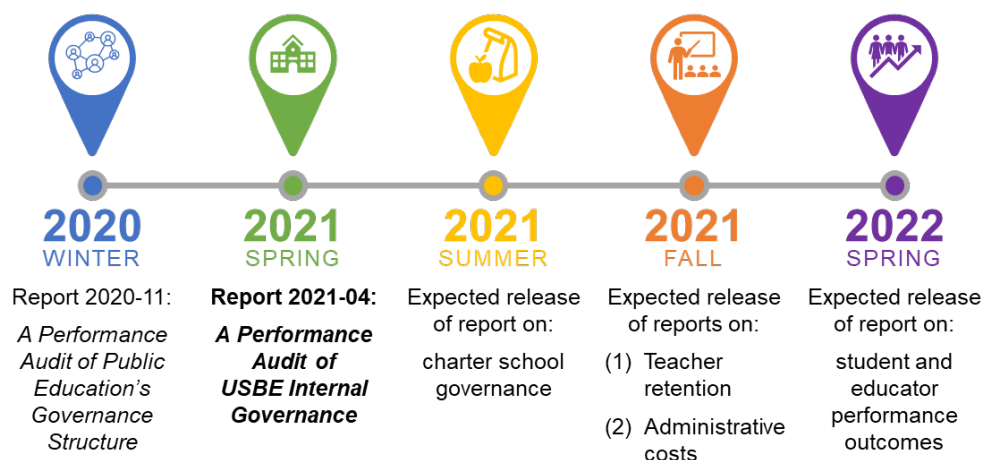 2020
WINTER
Report 2020-11:
A Performance
Audit of Public
Education's
Governance
Structure
2021
SPRING
Report 2021-04:
A Performance
Audit of
USBE Internal
Governance
2021
SUMMER
Expected release
of report on:
charter school
governance
2021
FALL
Expected release
of reports on:
(1) Teacher
retention
(2) Administrative
costs
2022
SPRING
Expected release
of report on:
student and
educator
performance
outcomes